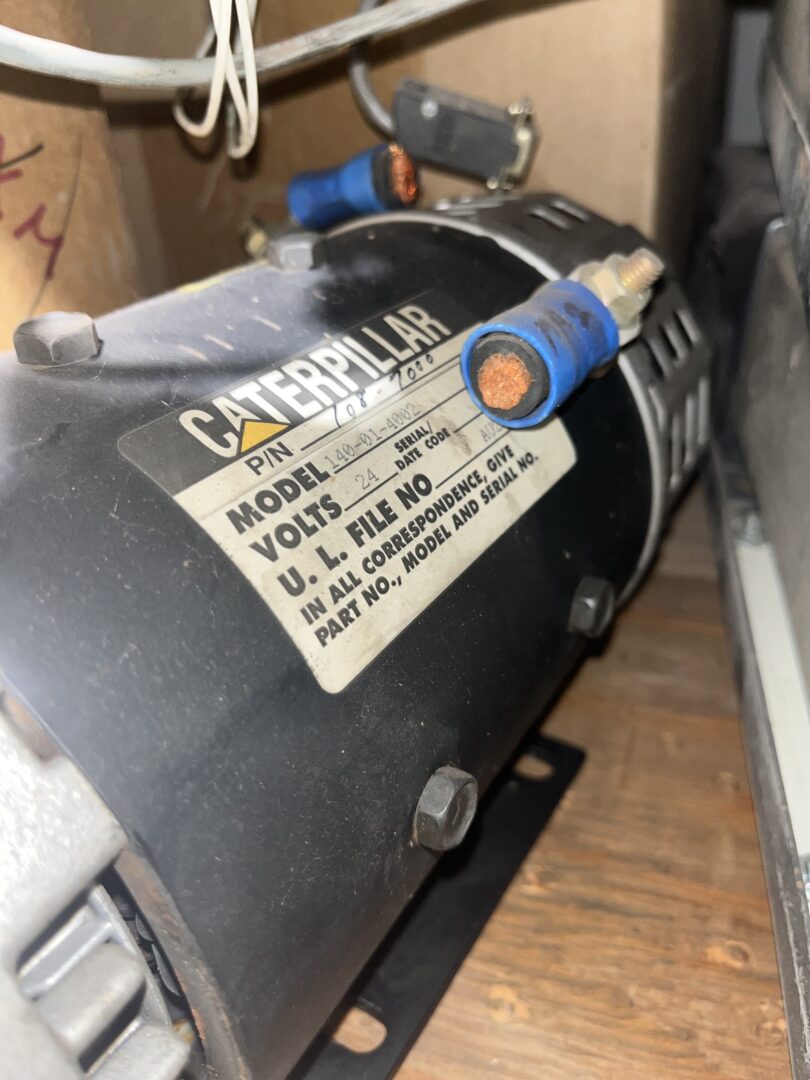 CATERPILLAR
P/N 708-7000
MODEL 140-01-4002 SERIAL/
VOLTS 24 DATE CODE
U. L. FILE NO
IN ALL CORRESPONDENCE, GIVE
PART NO., MODEL AND SERIAL NO.